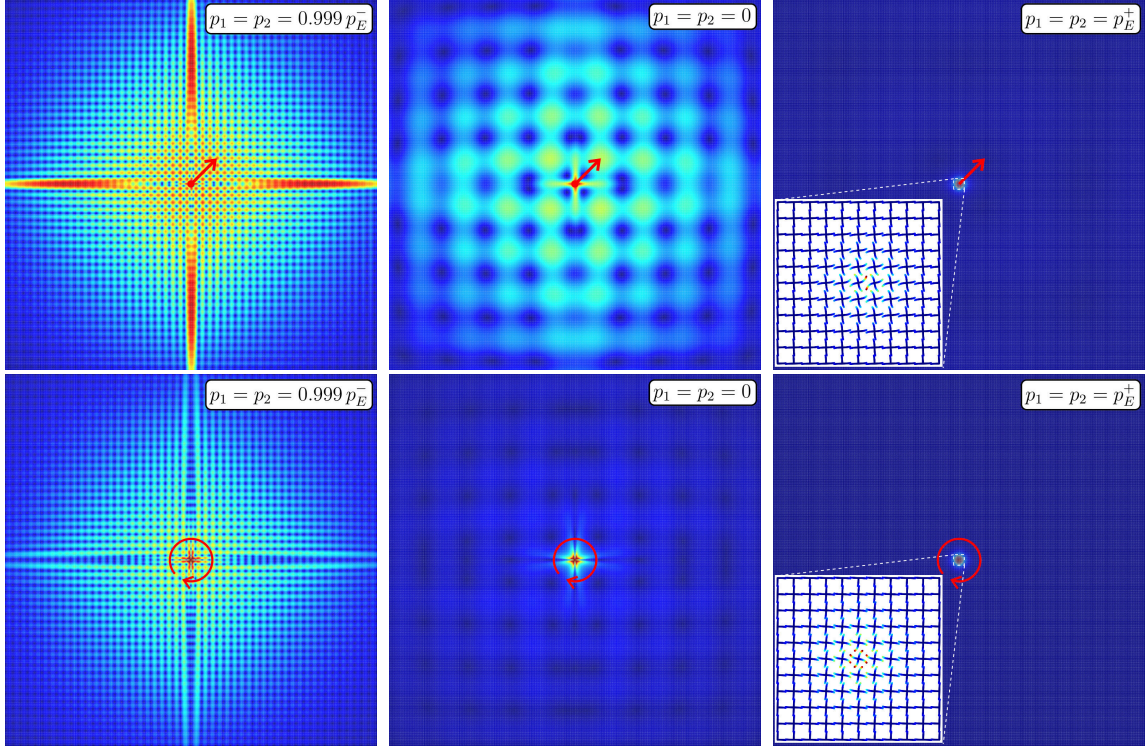 $p_1 = p_2 = 0.999\, p_E^-$
$p_1 = p_2 = 0$
$p_1 = p_2 = p_E^+$
$p_1 = p_2 = 0.999\, p_E^-$
$p_1 = p_2 = 0$
$p_1 = p_2 = p_E^+$